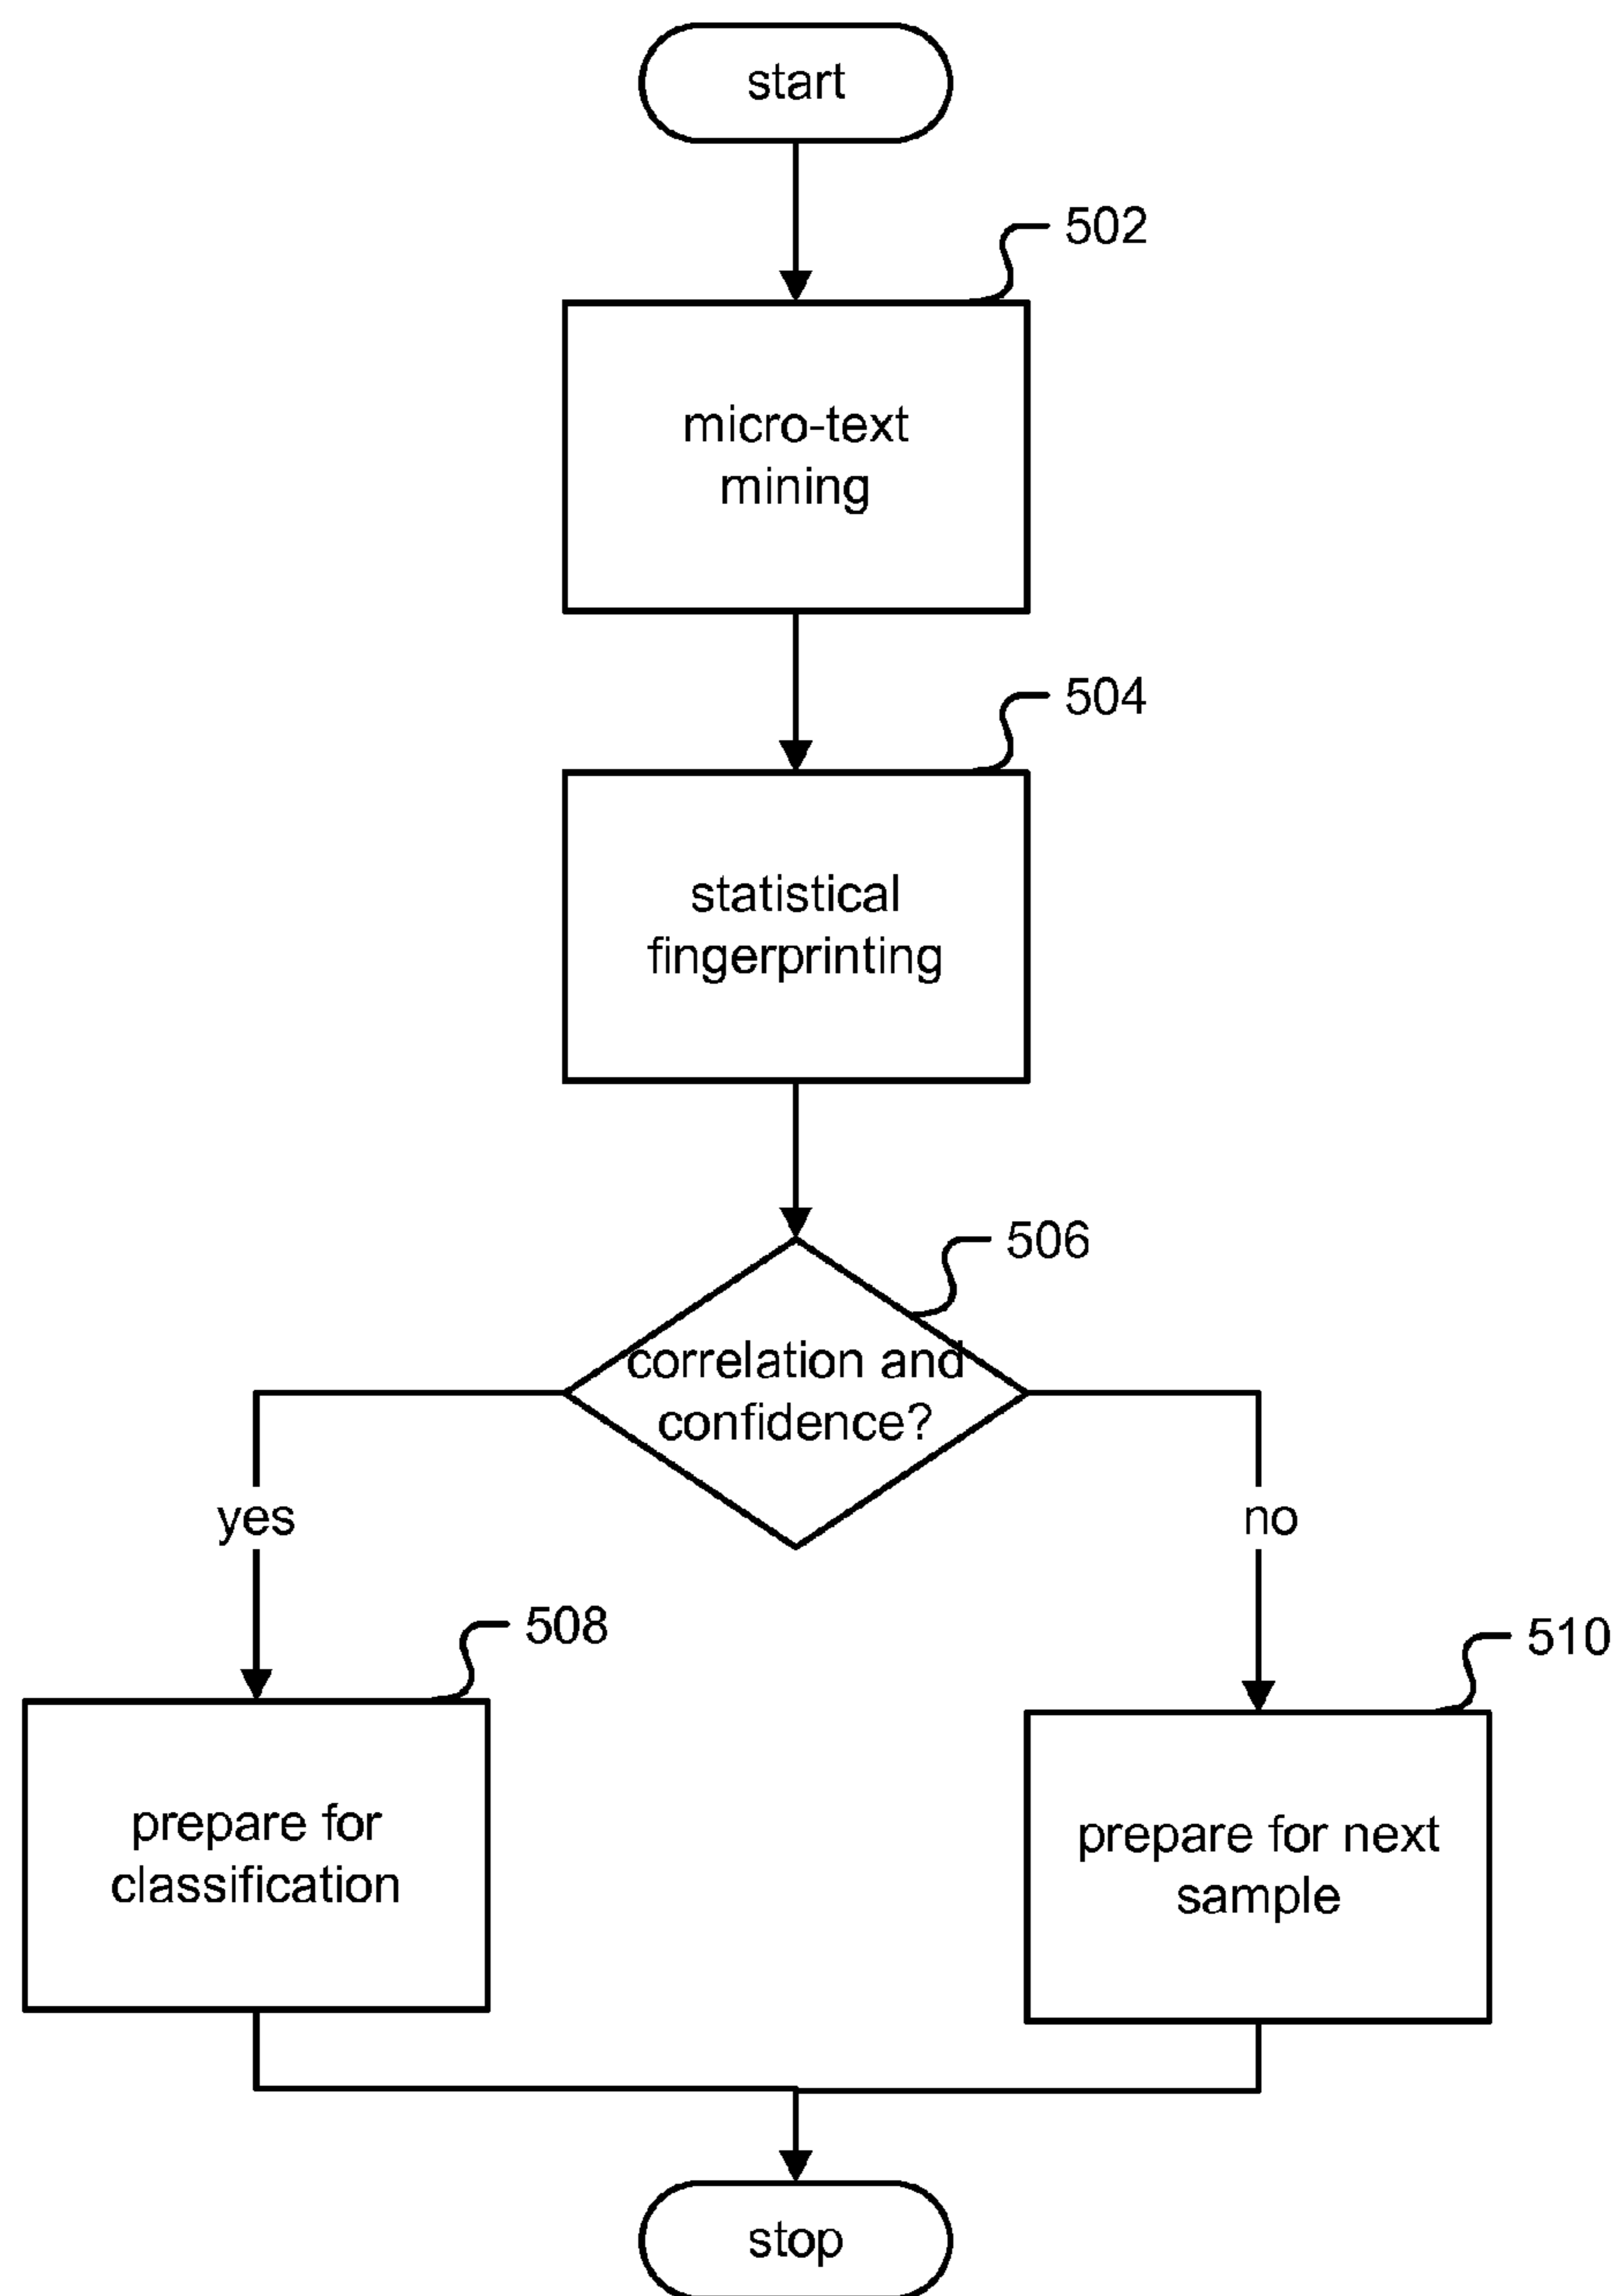 start
502
micro-text
mining
504
statistical
fingerprinting
506
correlation and
confidence?
yes
no
508
510
prepare for
classification
prepare for next
sample
stop